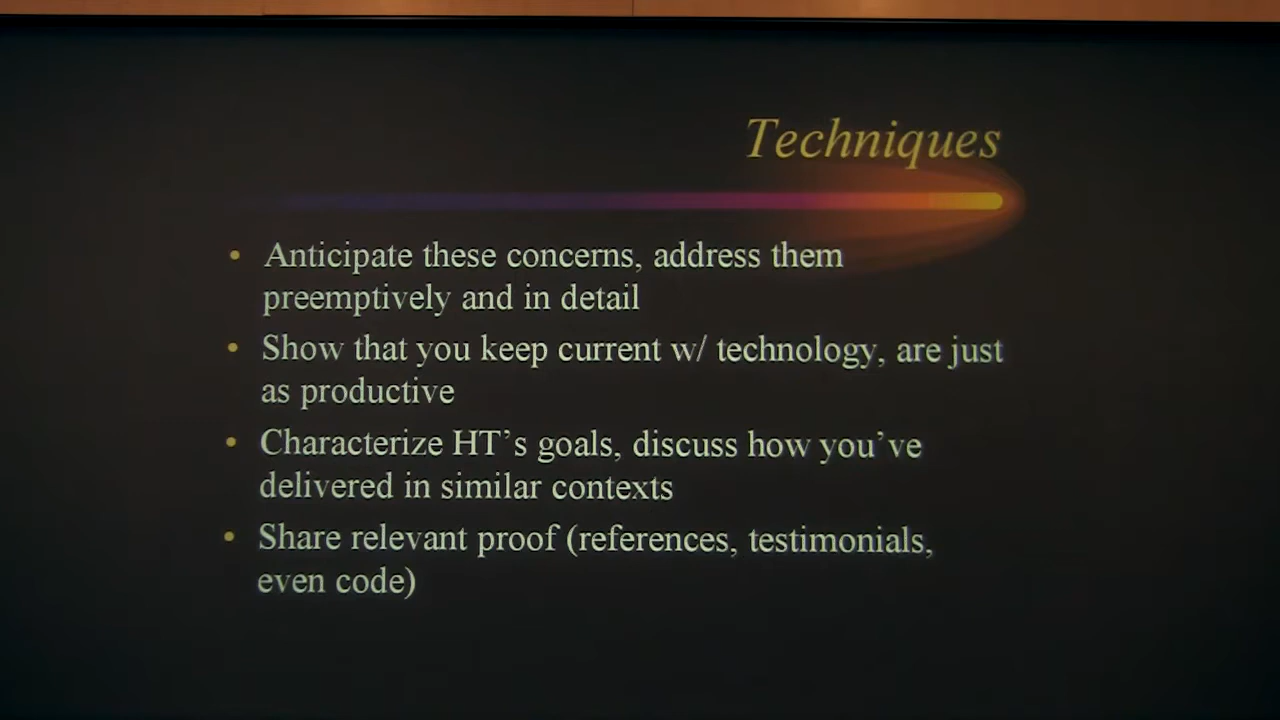 Techniques
• Anticipate these concerns, address them
preemptively and in detail
• Show that you keep current w/ technology, are just
as productive
• Characterize HT’s goals, discuss how you’ve
delivered in similar contexts
• Share relevant proof (references, testimonials,
even code)